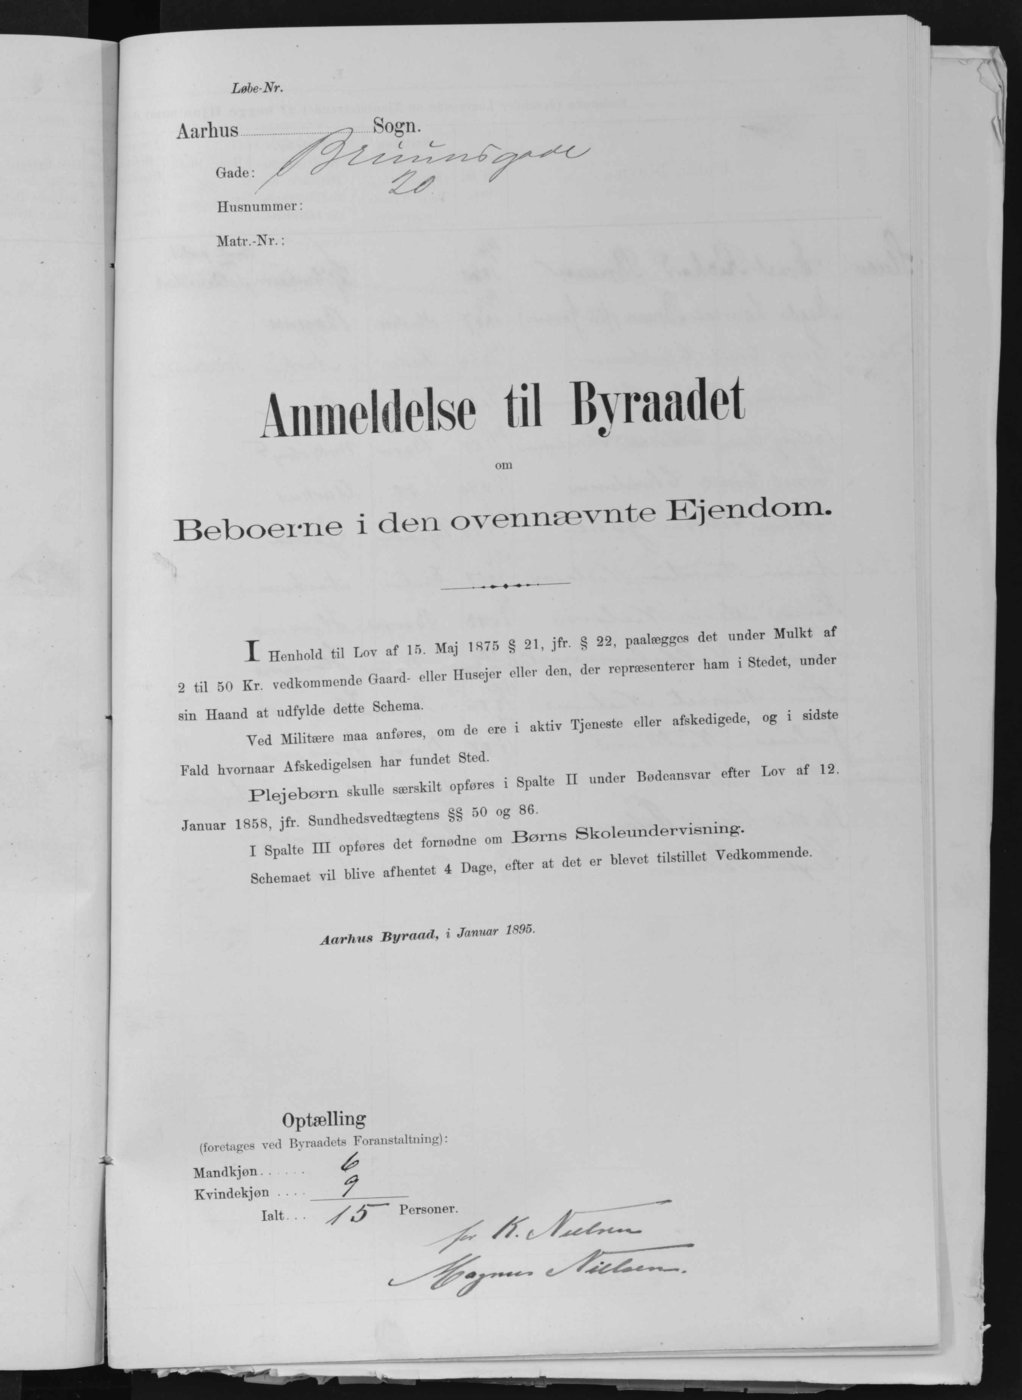 Løbe-Nr.
Aarhus Sogn.
Gade: Bruunsgade
20.
Husnummer:
Matr.-Nr.:
Anmeldelse til Byraadet
om
Beboerne i den ovennævnte Ejendom.
I Henhold til Lov af 15. Maj 1875 § 21, jfr. § 22, paalægges det under Mulkt af
2 til 50 Kr. vedkommende Gaard- eller Husejer eller den, der repræsenterer ham i Stedet, under
sin Haand at udfylde dette Schema.
Ved Militære maa anføres, om de ere i aktiv Tjeneste eller afskedigede, og i sidste
Fald hvornaar Afskedigelsen har fundet Sted.
Plejebørn skulle særskilt opføres i Spalte II under Bødeansvar efter Lov af 12.
Januar 1858, jfr. Sundhedsvedtægtens §§ 50 og 86.
I Spalte III opføres det fornødne om Børns Skoleundervisning.
Schemaet vil blive afhentet 4 Dage, efter at det er blevet tilstillet Vedkommende.
Aarhus Byraad, i Januar 1895.
Optælling
(foretages ved Byraadets Foranstaltning):
Mandkjøn...... 6
Kvindekjøn .... 9
Ialt... 15 Personer.
for K. Nielsen
Magnus Nielsen.